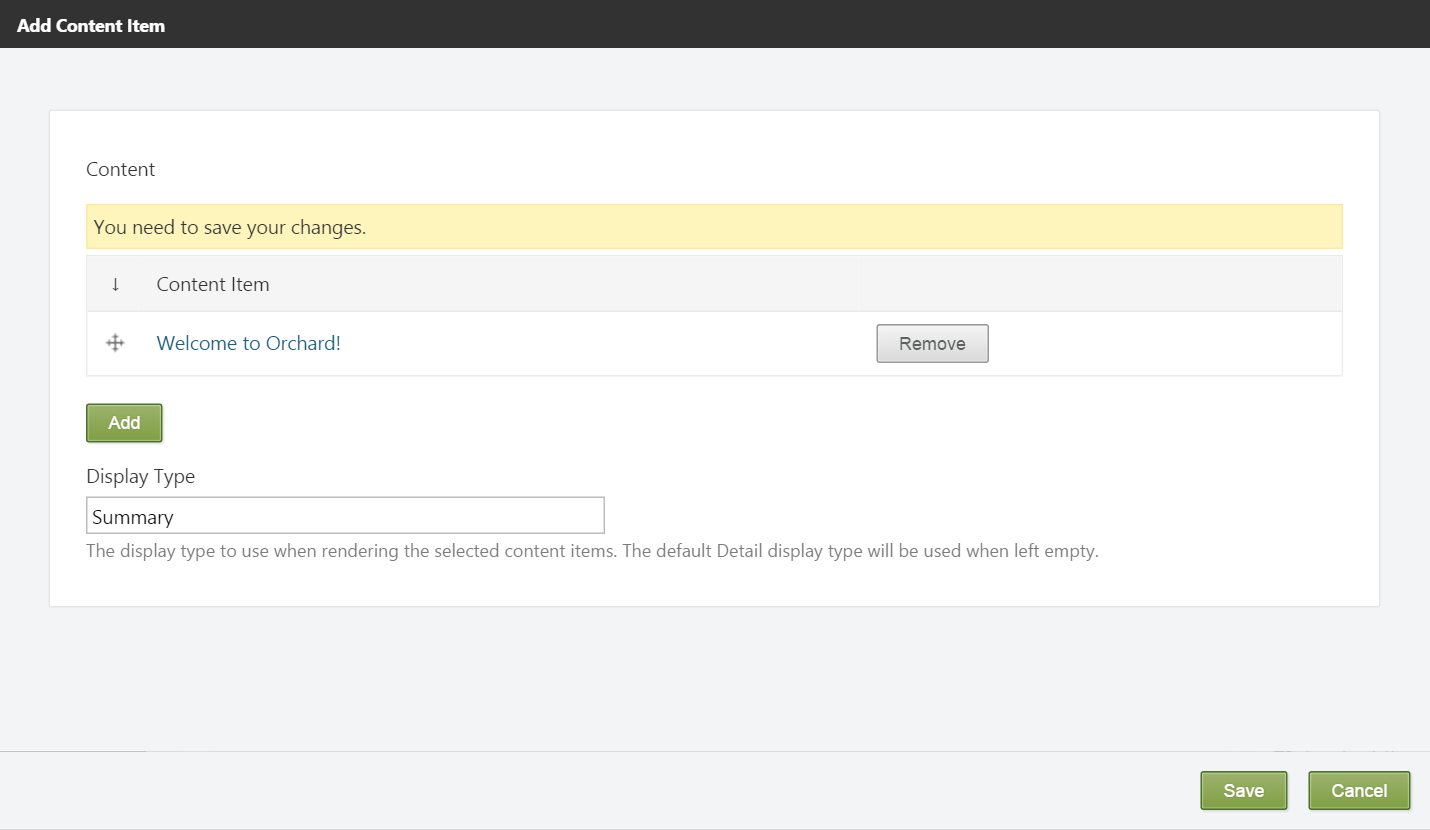 Add Content Item
Content
You need to save your changes.
↓ Content Item
Welcome to Orchard! Remove
Add
Display Type
Summary
The display type to use when rendering the selected content items. The default Detail display type will be used when left empty.
Save Cancel